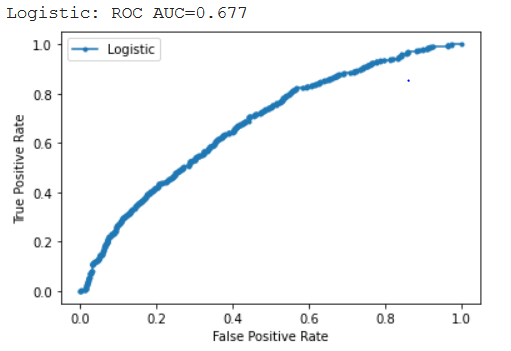 Logistic: ROC AUC=0.677
Logistic
1.0
0.8
0.6
0.4
0.2
0.0
True Positive Rate
0.0 0.2 0.4 0.6 0.8 1.0
False Positive Rate